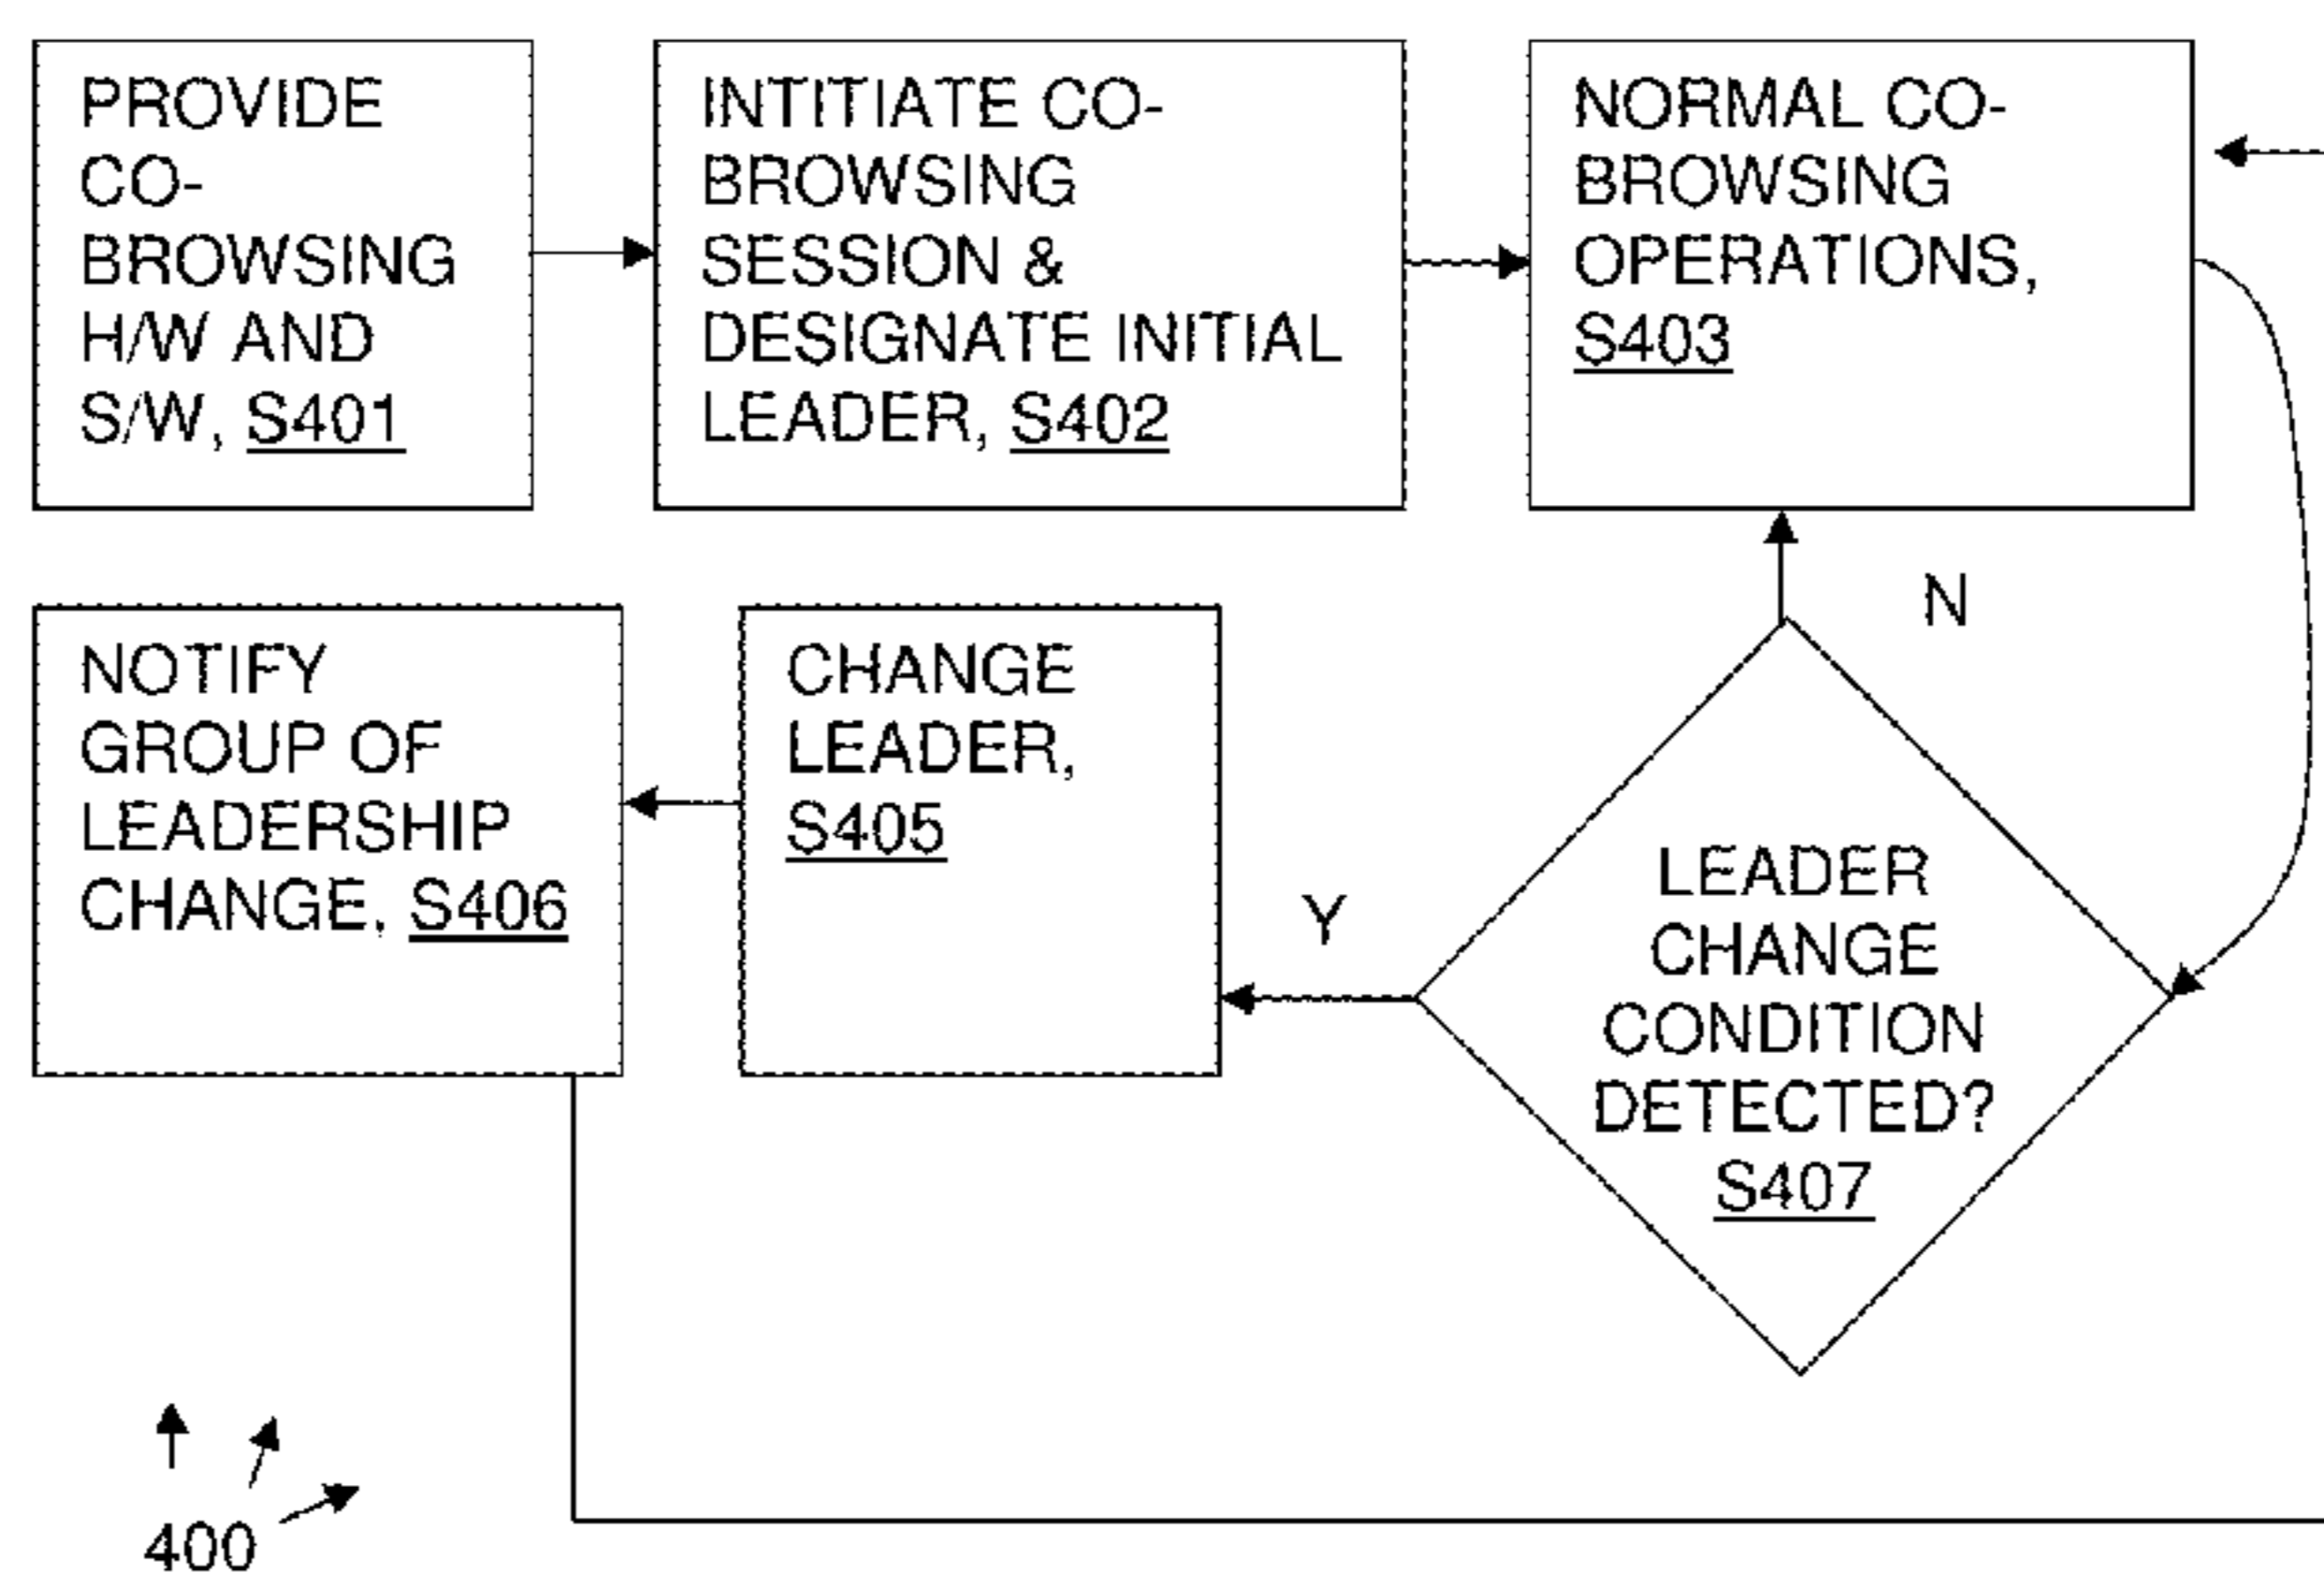 PROVIDE
CO-
BROWSING
H/W AND
S/W, S401
INTITIATE CO-
BROWSING
SESSION &
DESIGNATE INITIAL
LEADER, S402
NORMAL CO-
BROWSING
OPERATIONS,
S403
NOTIFY
GROUP OF
LEADERSHIP
CHANGE, S406
CHANGE
LEADER,
S405
Y
N
LEADER
CHANGE
CONDITION
DETECTED?
S407
400